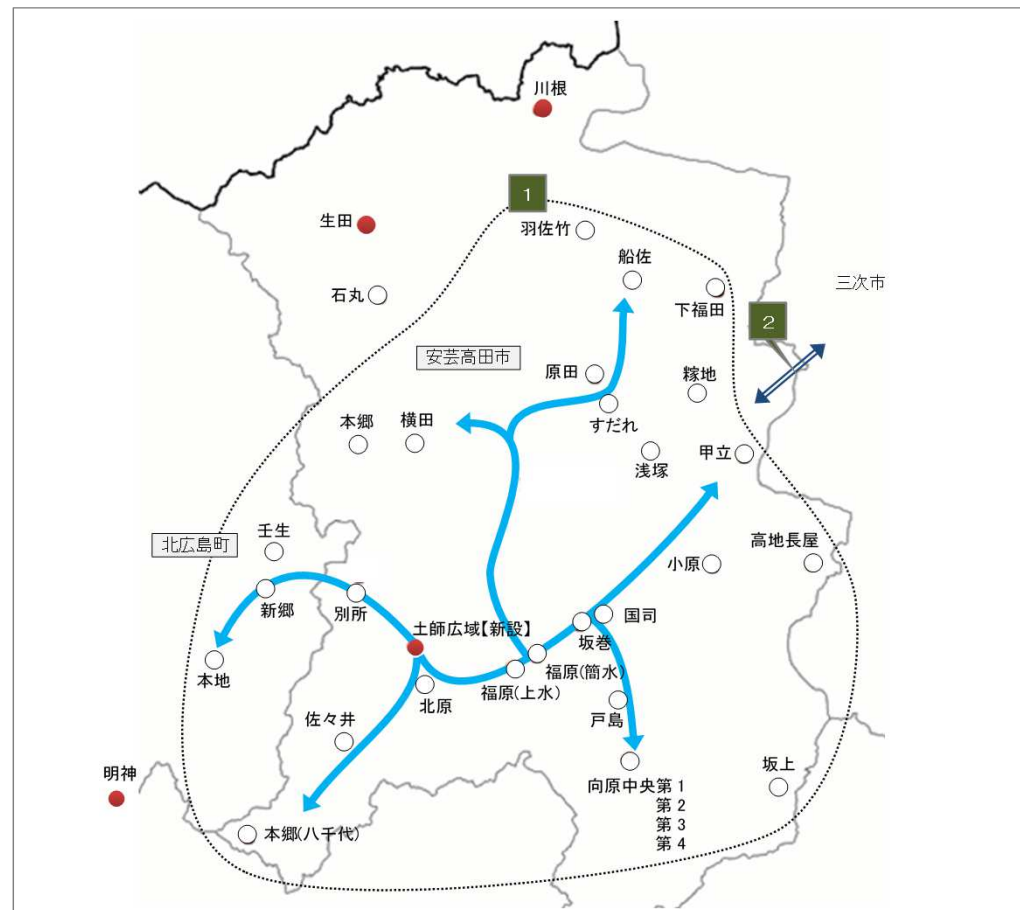 川根
1
生田
羽佐竹
船佐
石丸
下福田
三次市
2
安芸高田市
原田
糘地
すだれ
本郷
横田
浅塚
甲立
北広島町
壬生
高地長屋
小原
新郷
別所
国司
土師広域【新設】
坂巻
本地
福原(簡水)
福原(上水)
北原
戸島
佐々井
明神
向原中央第1
第2
第3
第4
坂上
本郷(八千代)